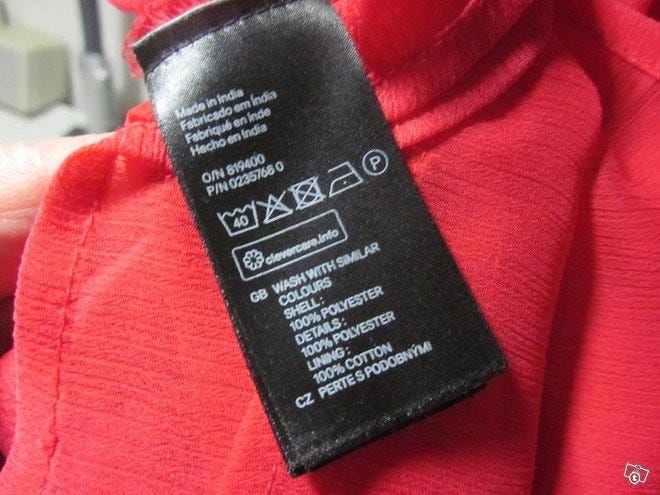 Made in India
Fabricado em Índia
Fabriqué en Inde
Hecho en India
O/N 819400
P/N 0235768 0
40 P
clevercare.info
GB WASH WITH SIMILAR
COLOURS
SHELL:
100% POLYESTER
DETAILS:
100% POLYESTER
LINING:
100% COTTON
CZ PERTE S PODOBNÝMI